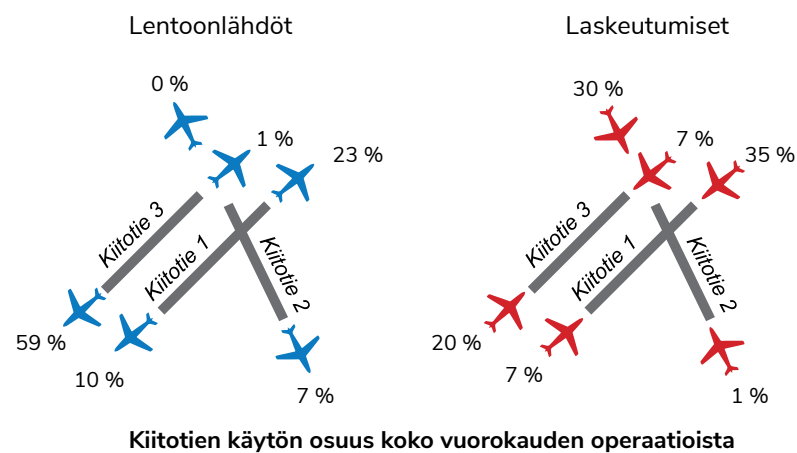 Lentoonlähdöt
0 %
1 %
23 %
Kiitotie 3
Kiitotie 1
Kiitotie 2
59 %
10 %
7 %
Laskeutumiset
30 %
7 %
35 %
Kiitotie 3
Kiitotie 1
Kiitotie 2
20 %
7 %
1 %
Kiitotien käytön osuus koko vuorokauden operaatioista